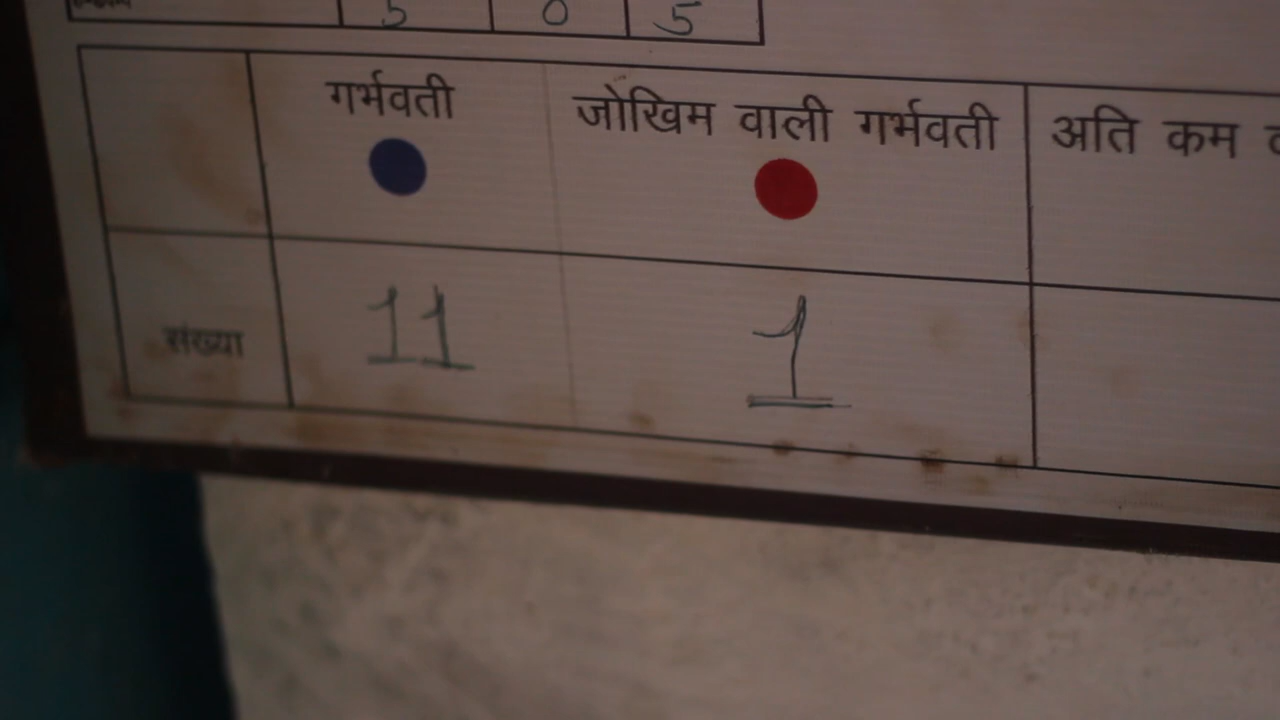 5 0 5
गर्भवती जोखिम वाली गर्भवती अति कम
संख्या 11 1